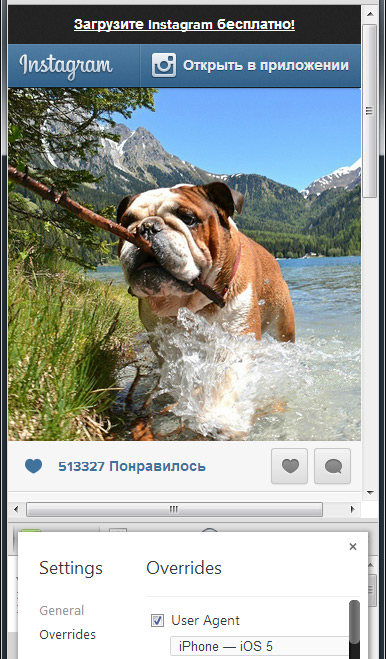 Загрузите Instagram бесплатно!
Instagram
Открыть в приложении
513327 Понравилось
Settings
Overrides
General
User Agent
Overrides
iPhone — iOS 5